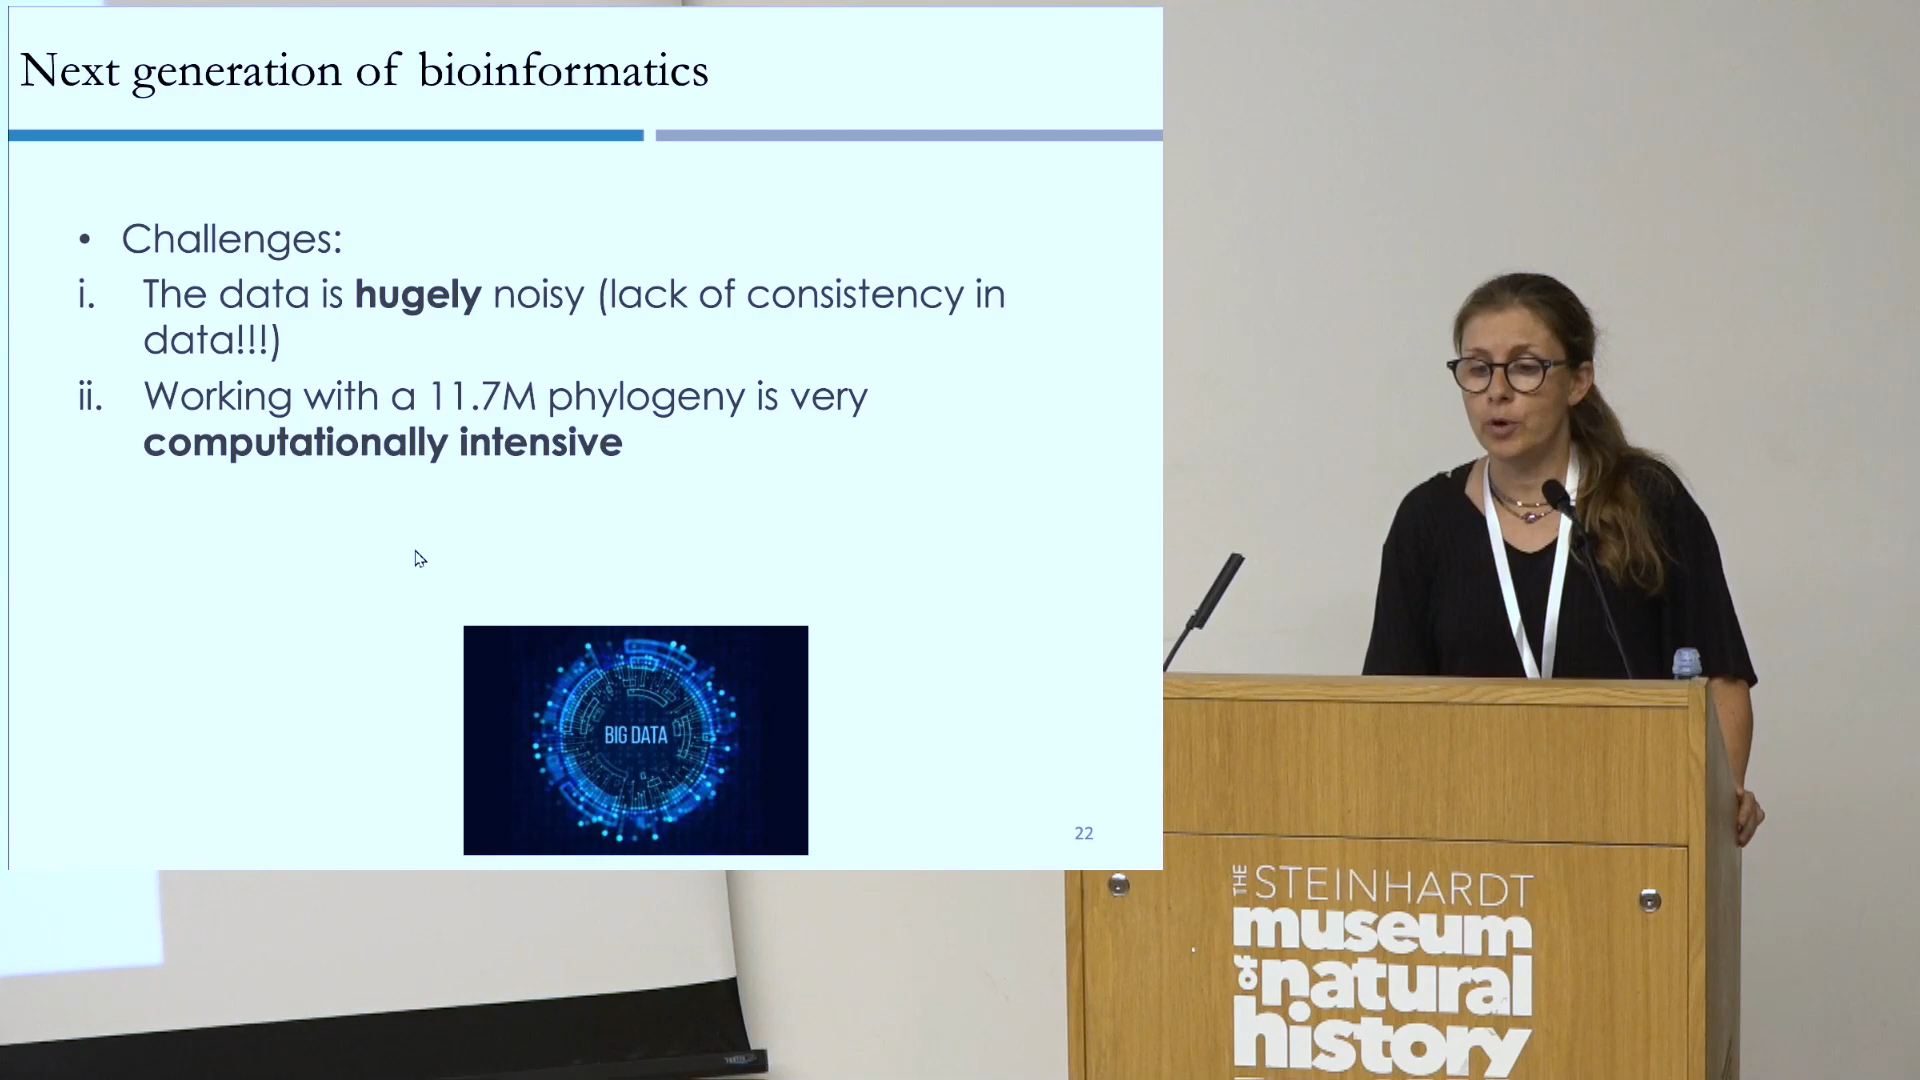 Next generation of bioinformatics
• Challenges:
i. The data is hugely noisy (lack of consistency in
data!!!)
ii. Working with a 11.7M phylogeny is very
computationally intensive
BIG DATA
22
THE STEINHARDT
museum
of natural
history